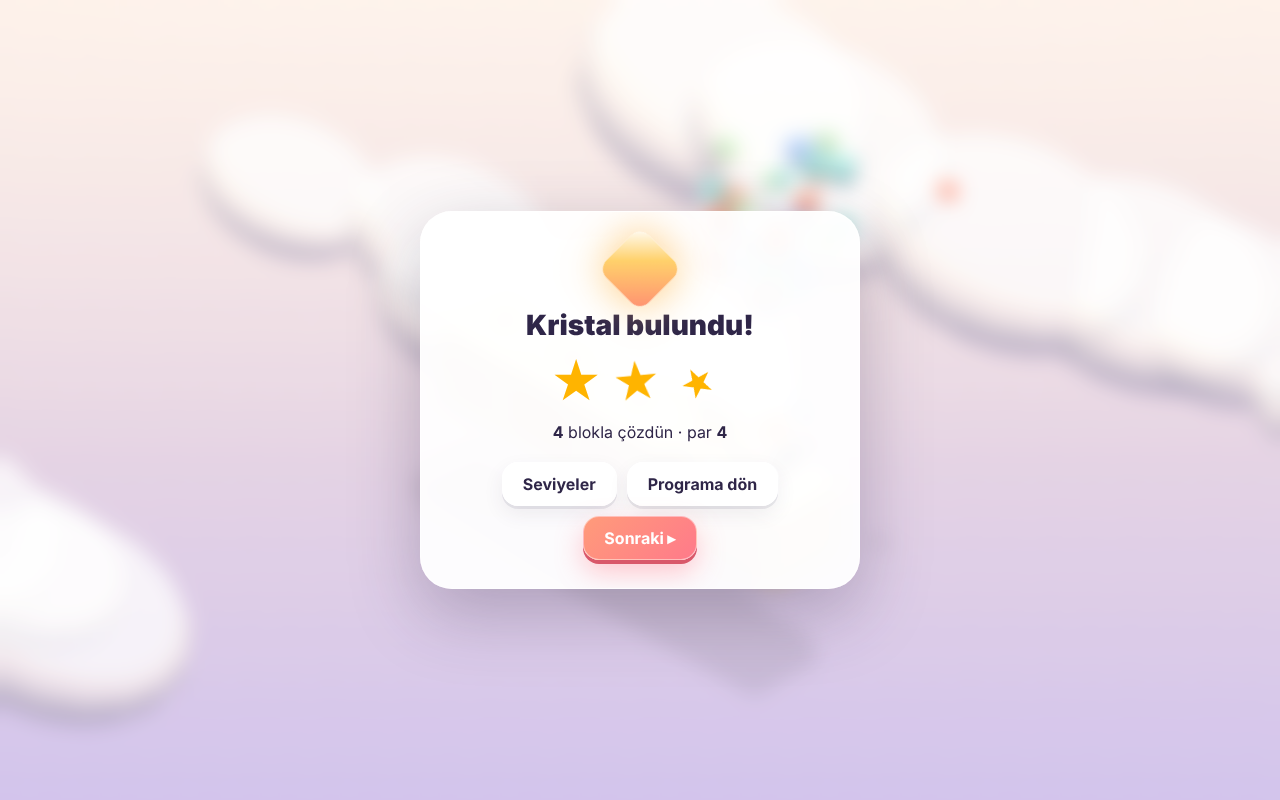 Kristal bulundu!
4 blokla çözdün · par 4
Seviyeler
Programa dön
Sonraki ▸